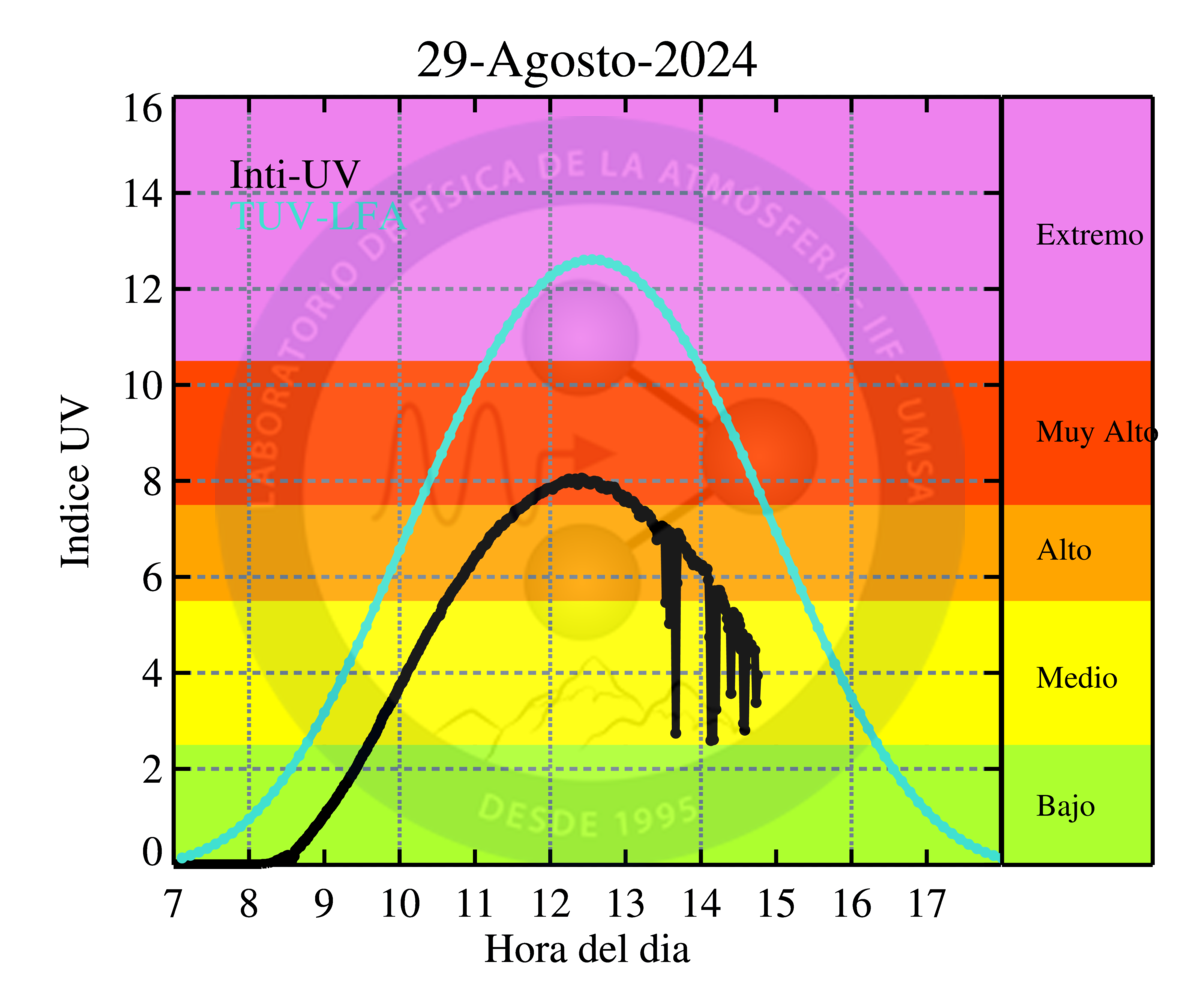 29-Agosto-2024
16
14
12
10
8
6
4
2
0
Indice UV
Inti-UV
TUV-LFA
LABORATORIO DE FÍSICA DE LA ATMÓSFERA - IIF - UMSA
DESDE 1995
Extremo
Muy Alto
Alto
Medio
Bajo
7 8 9 10 11 12 13 14 15 16 17
Hora del dia